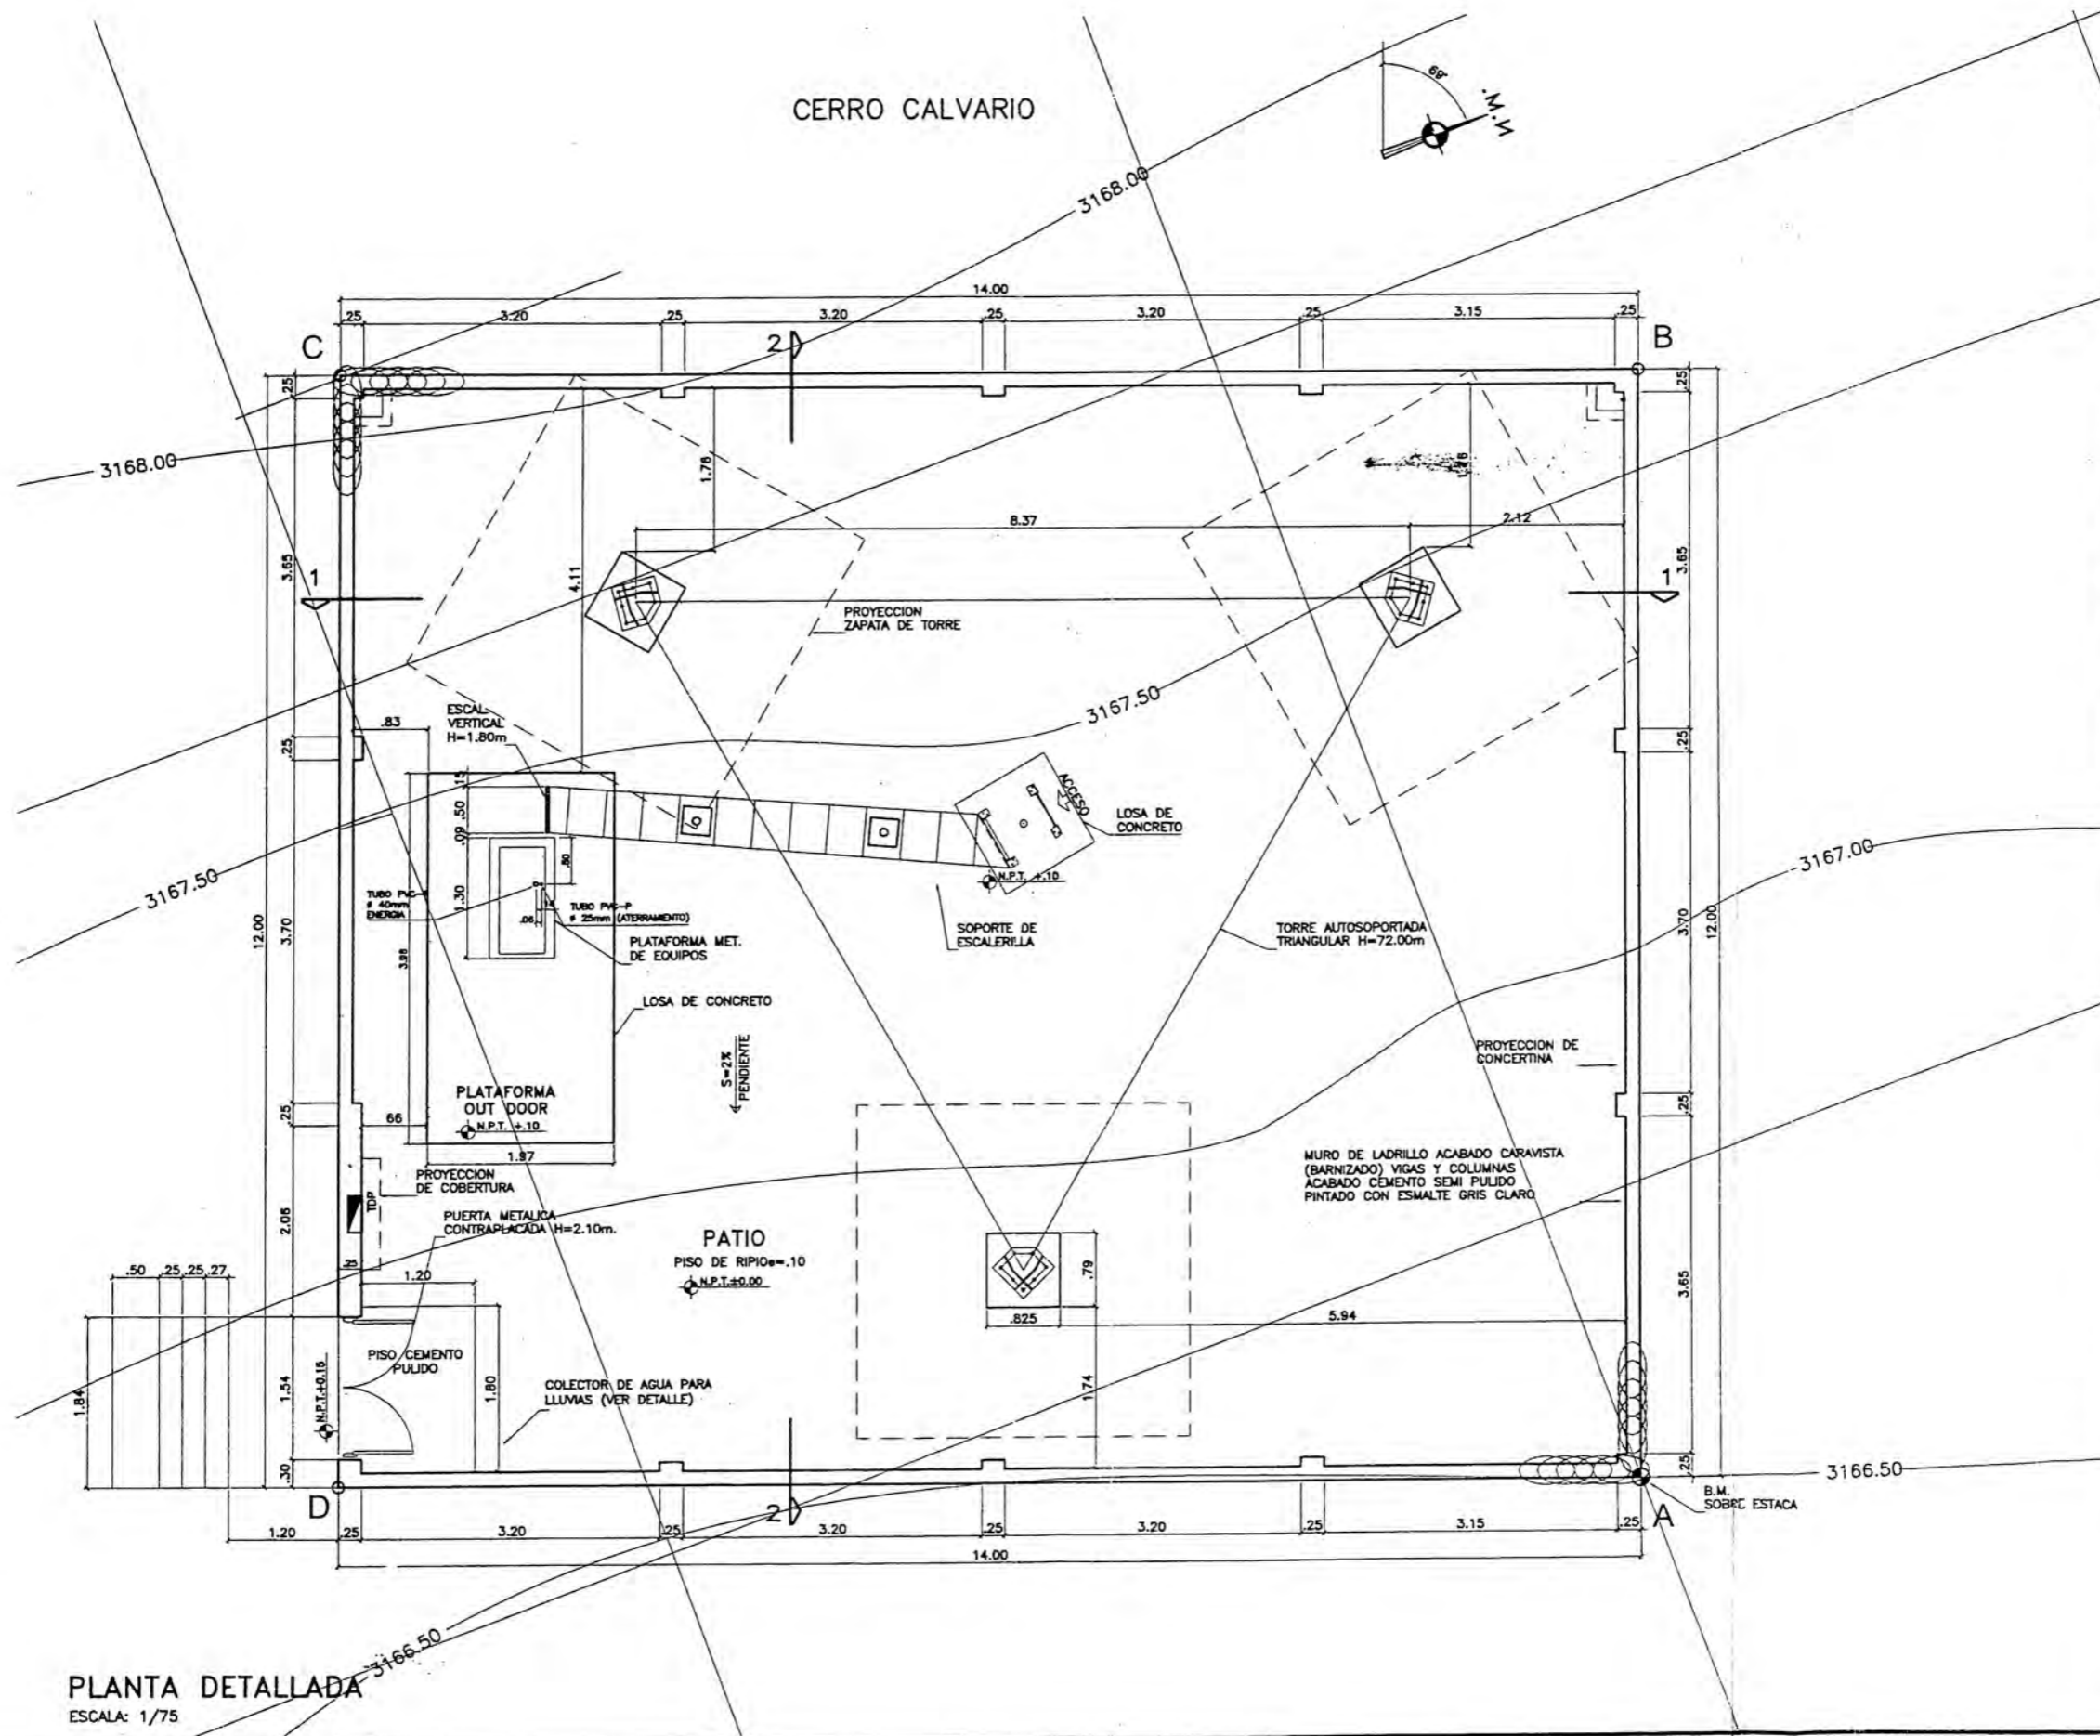 CERRO CALVARIO
69°
N.M.
3168.00
14.00
.25
3.20
.25
3.20
.25
3.20
.25
3.15
.25
C
2
B
.25
.25
3168.00
1.76
8.37
2.12
3.65
4.11
3.65
1
1
PROYECCION
ZAPATA DE TORRE
3167.50
.83
ESCAL
VERTICAL
H=1.80m
.25
.25
.15
.50
.09
1.30
ACCESO
LOSA DE
CONCRETO
N.P.T. +.10
3167.00
3167.50
12.00
3.70
TUBO PVC-P
ø 40mm
ENERGIA
.06
TUBO PVC-P
ø 25mm (ATERRAMIENTO)
PLATAFORMA MET.
DE EQUIPOS
SOPORTE DE
ESCALERILLA
TORRE AUTOSOPORTADA
TRIANGULAR H=72.00m
3.70
12.00
LOSA DE CONCRETO
S=2%
PENDIENTE
PROYECCION DE
CONCERTINA
PLATAFORMA
OUT DOOR
N.P.T. +.10
.25
66
1.97
.25
MURO DE LADRILLO ACABADO CARAVISTA
(BARNIZADO) VIGAS Y COLUMNAS
ACABADO CEMENTO SEMI PULIDO
PINTADO CON ESMALTE GRIS CLARO
PROYECCION
DE COBERTURA
TDP
2.06
PUERTA METALICA
CONTRAPLACADA H=2.10m.
PATIO
PISO DE RIPIO e=.10
N.P.T.±0.00
.50
.25
.25
.27
.25
1.20
.79
.825
5.94
3.65
PISO CEMENTO
PULIDO
1.84
1.54
N.P.T.+0.15
1.80
COLECTOR DE AGUA PARA
LLUVIAS (VER DETALLE)
1.74
.30
.25
3166.50
D
2
A
B.M.
SOBRE ESTACA
1.20
.25
3.20
.25
3.20
.25
3.20
.25
3.15
.25
14.00
3166.50
PLANTA DETALLADA
ESCALA: 1/75